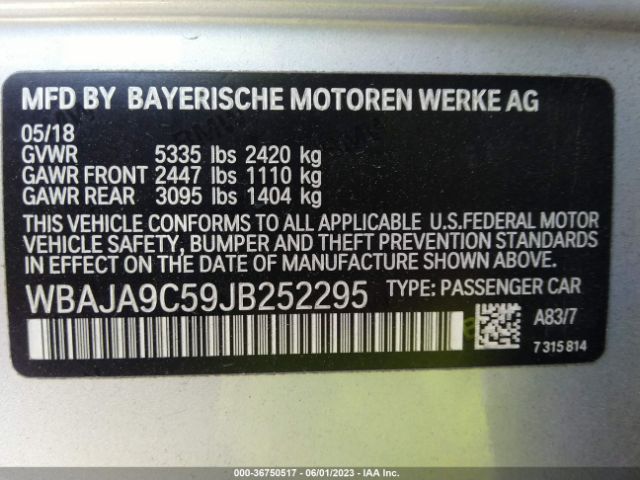 MFD BY BAYERISCHE MOTOREN WERKE AG
05/18
GVWR 5335 lbs 2420 kg
GAWR FRONT 2447 lbs 1110 kg
GAWR REAR 3095 lbs 1404 kg
THIS VEHICLE CONFORMS TO ALL APPLICABLE U.S.FEDERAL MOTOR
VEHICLE SAFETY, BUMPER AND THEFT PREVENTION STANDARDS
IN EFFECT ON THE DATE OF MANUFACTURE SHOWN ABOVE.
WBAJA9C59JB252295 TYPE: PASSENGER CAR
A83/7
7 315 814
000-36750517 - 06/01/2023 - IAA Inc.